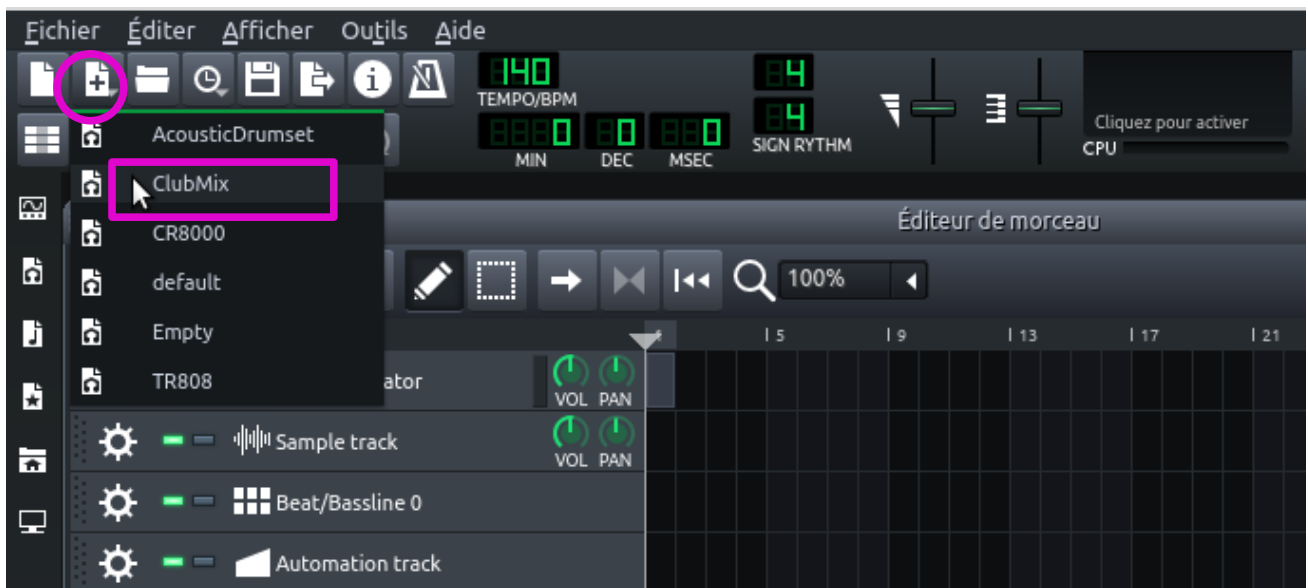 Fichier Éditer Afficher Outils Aide
140
TEMPO/BPM
4
4
SIGN RYTHM
0 0 0
MIN DEC MSEC
Cliquez pour activer
CPU
AcousticDrumset
ClubMix
CR8000
default
Empty
TR808
Éditeur de morceau
100%
5 9 13 17 21
ator
VOL PAN
Sample track
VOL PAN
Beat/Bassline 0
Automation track